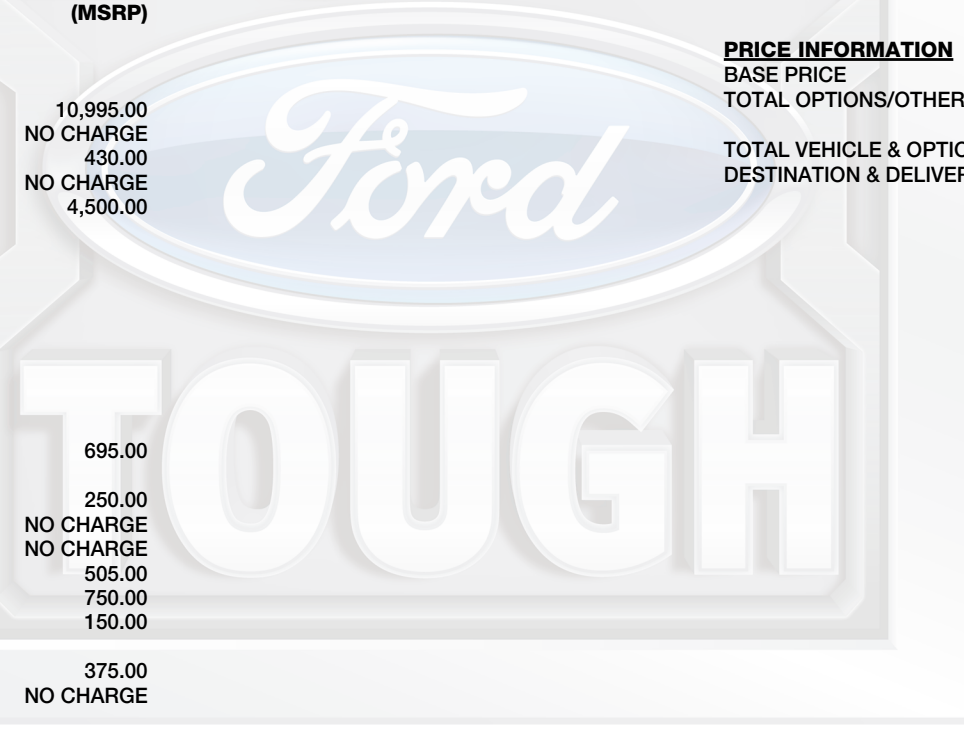 (MSRP)
10,995.00
NO CHARGE
430.00
NO CHARGE
4,500.00
695.00
250.00
NO CHARGE
NO CHARGE
505.00
750.00
150.00
375.00
NO CHARGE
PRICE INFORMATION
BASE PRICE
TOTAL OPTIONS/OTHER
TOTAL VEHICLE & OPTIO
DESTINATION & DELIVER
Ford
TOUGH